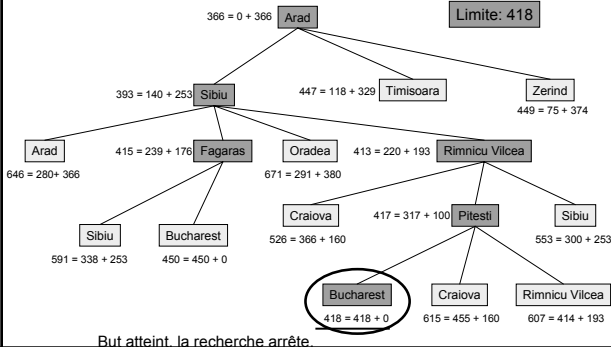 366 = 0 + 366 Arad Limite: 418
393 = 140 + 253 Sibiu 447 = 118 + 329 Timisoara Zerind
449 = 75 + 374
Arad 415 = 239 + 176 Fagaras Oradea 413 = 220 + 193 Rimnicu Vilcea
646 = 280+ 366 671 = 291 + 380
Craiova 417 = 317 + 100 Pitesti Sibiu
526 = 366 + 160 553 = 300 + 253
Sibiu Bucharest
591 = 338 + 253 450 = 450 + 0
Bucharest Craiova Rimnicu Vilcea
418 = 418 + 0 615 = 455 + 160 607 = 414 + 193
But atteint, la recherche arrête.